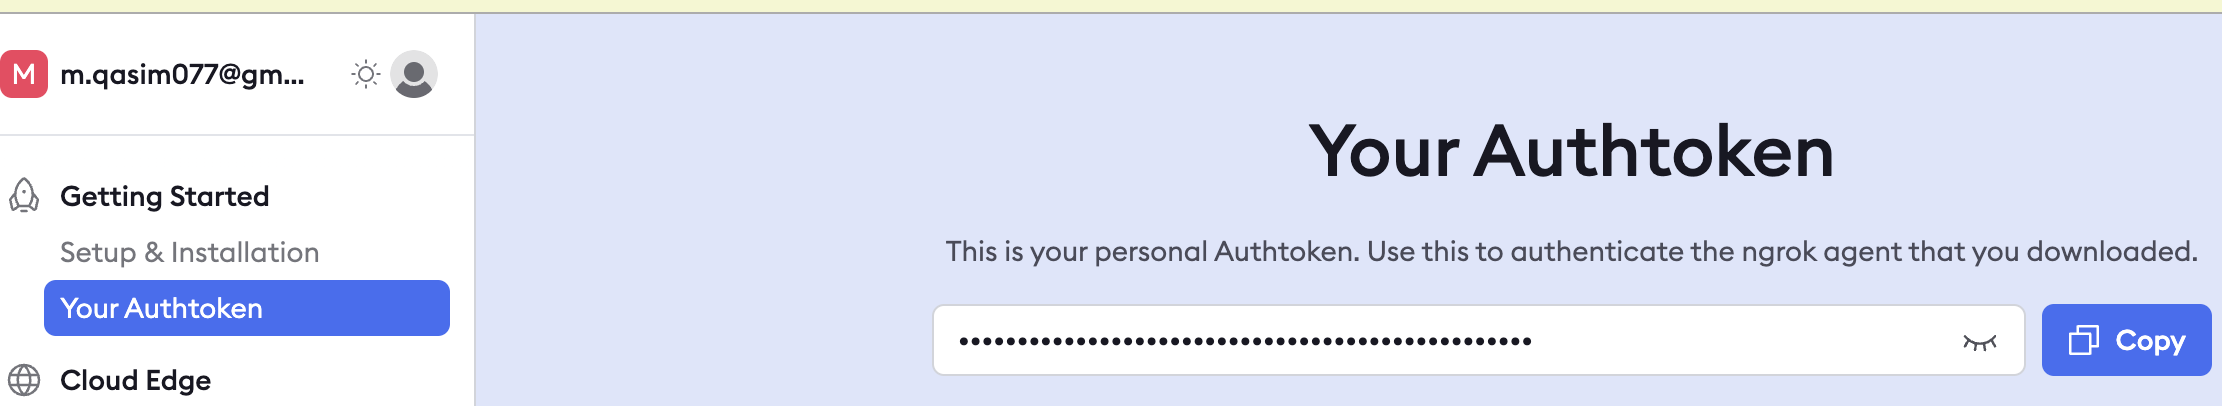 M m.qasim077@gm...
Getting Started
Setup & Installation
Your Authtoken
Cloud Edge
Your Authtoken
This is your personal Authtoken. Use this to authenticate the ngrok agent that you downloaded.
•••••••••••••••••••••••••••••••••••••••••••••••••
Copy